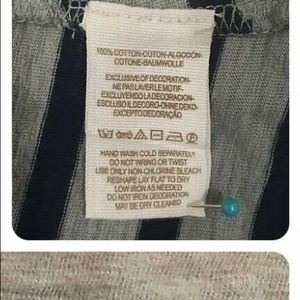 100% COTTON-COTON-ALGODÓN
COTONE-BAUMWOLLE
EXCLUSIVE OF DECORATION-
NE PAS LAVER LE MOTIF-
EXCLUYENDO LA DECORACION-
ESCLUSO IL DECORO-OHNE DEKO-
EXCEPTO DECORAÇÃO
HAND WASH COLD SEPARATELY
DO NOT WRING OR TWIST
USE ONLY NON-CHLORINE BLEACH
RESHAPE LAY FLAT TO DRY
LOW IRON AS NEEDED
DO NOT IRON DECORATION
MAY BE DRY CLEANED